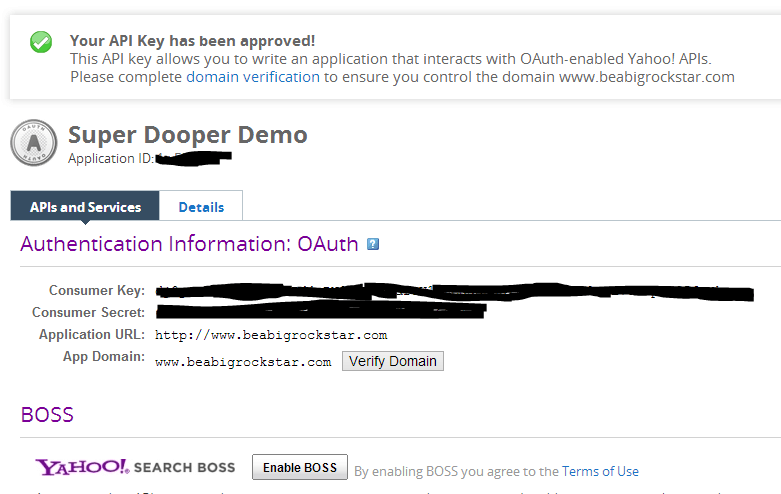 Your API Key has been approved!
This API key allows you to write an application that interacts with OAuth-enabled Yahoo! APIs.
Please complete domain verification to ensure you control the domain www.beabigrockstar.com
OAUTH
A
OAUTH
Super Dooper Demo
Application ID:
APIs and Services
Details
Authentication Information: OAuth ?
Consumer Key:
Consumer Secret:
Application URL: http://www.beabigrockstar.com
App Domain: www.beabigrockstar.com Verify Domain
BOSS
YAHOO! SEARCH BOSS Enable BOSS By enabling BOSS you agree to the Terms of Use